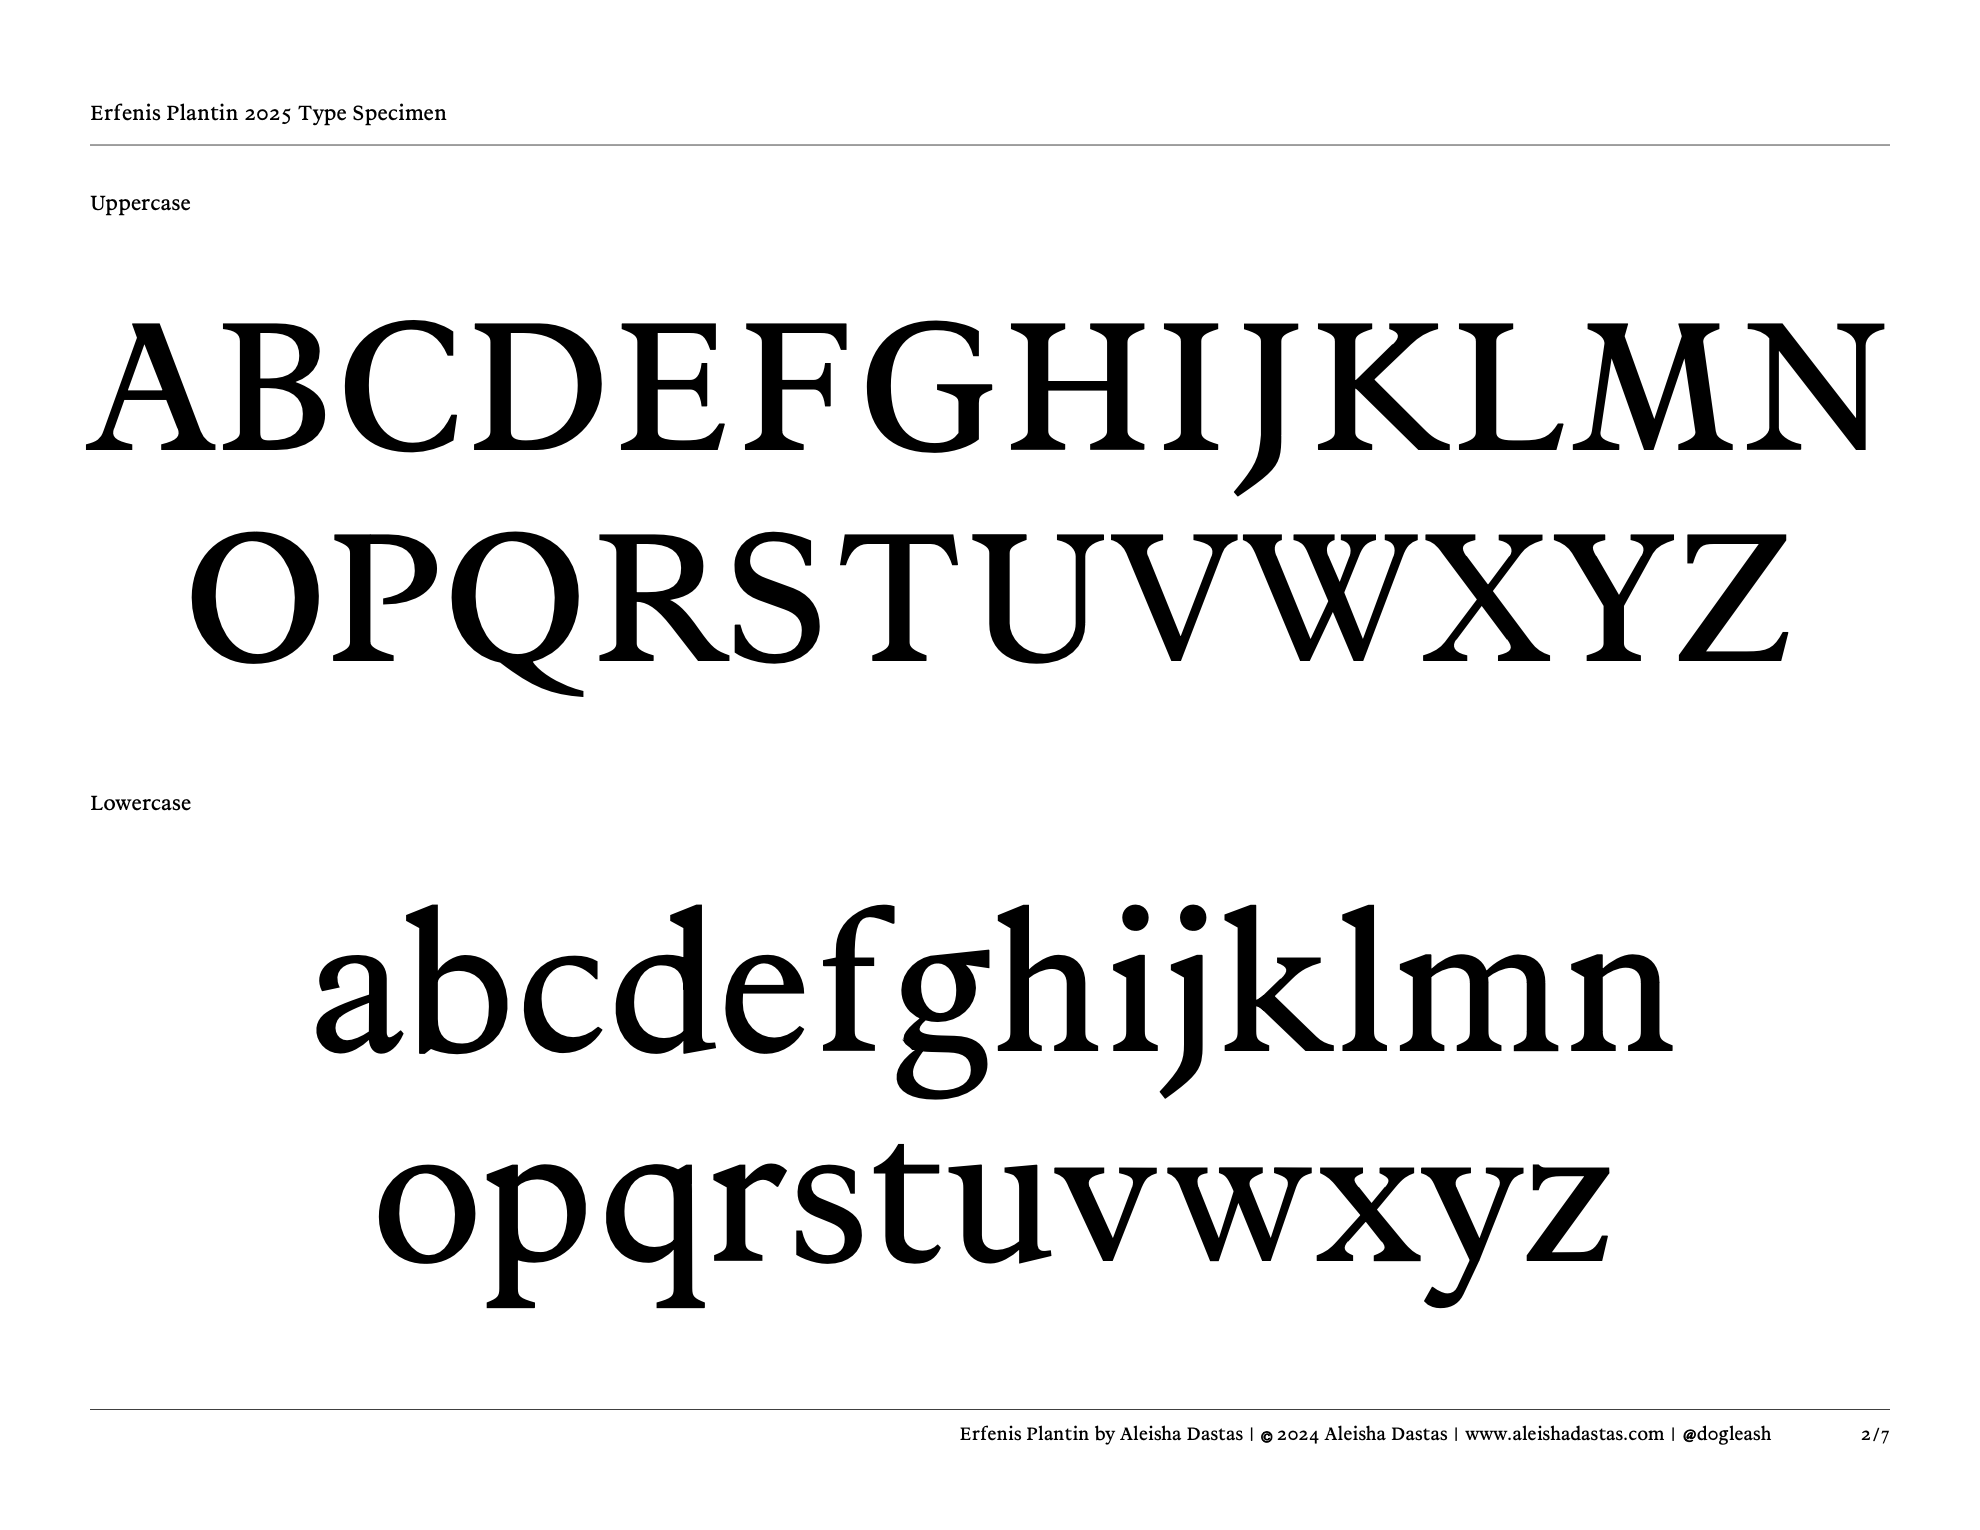 Erfenis Plantin 2025 Type Specimen
Uppercase
ABCDEFGHIJKLMN
OPQRSTUVWXYZ
Lowercase
abcdefghijklmn
opqrstuvwxyz
Erfenis Plantin by Aleisha Dastas | © 2024 Aleisha Dastas | www.aleishadastas.com | @dogleash 2/7